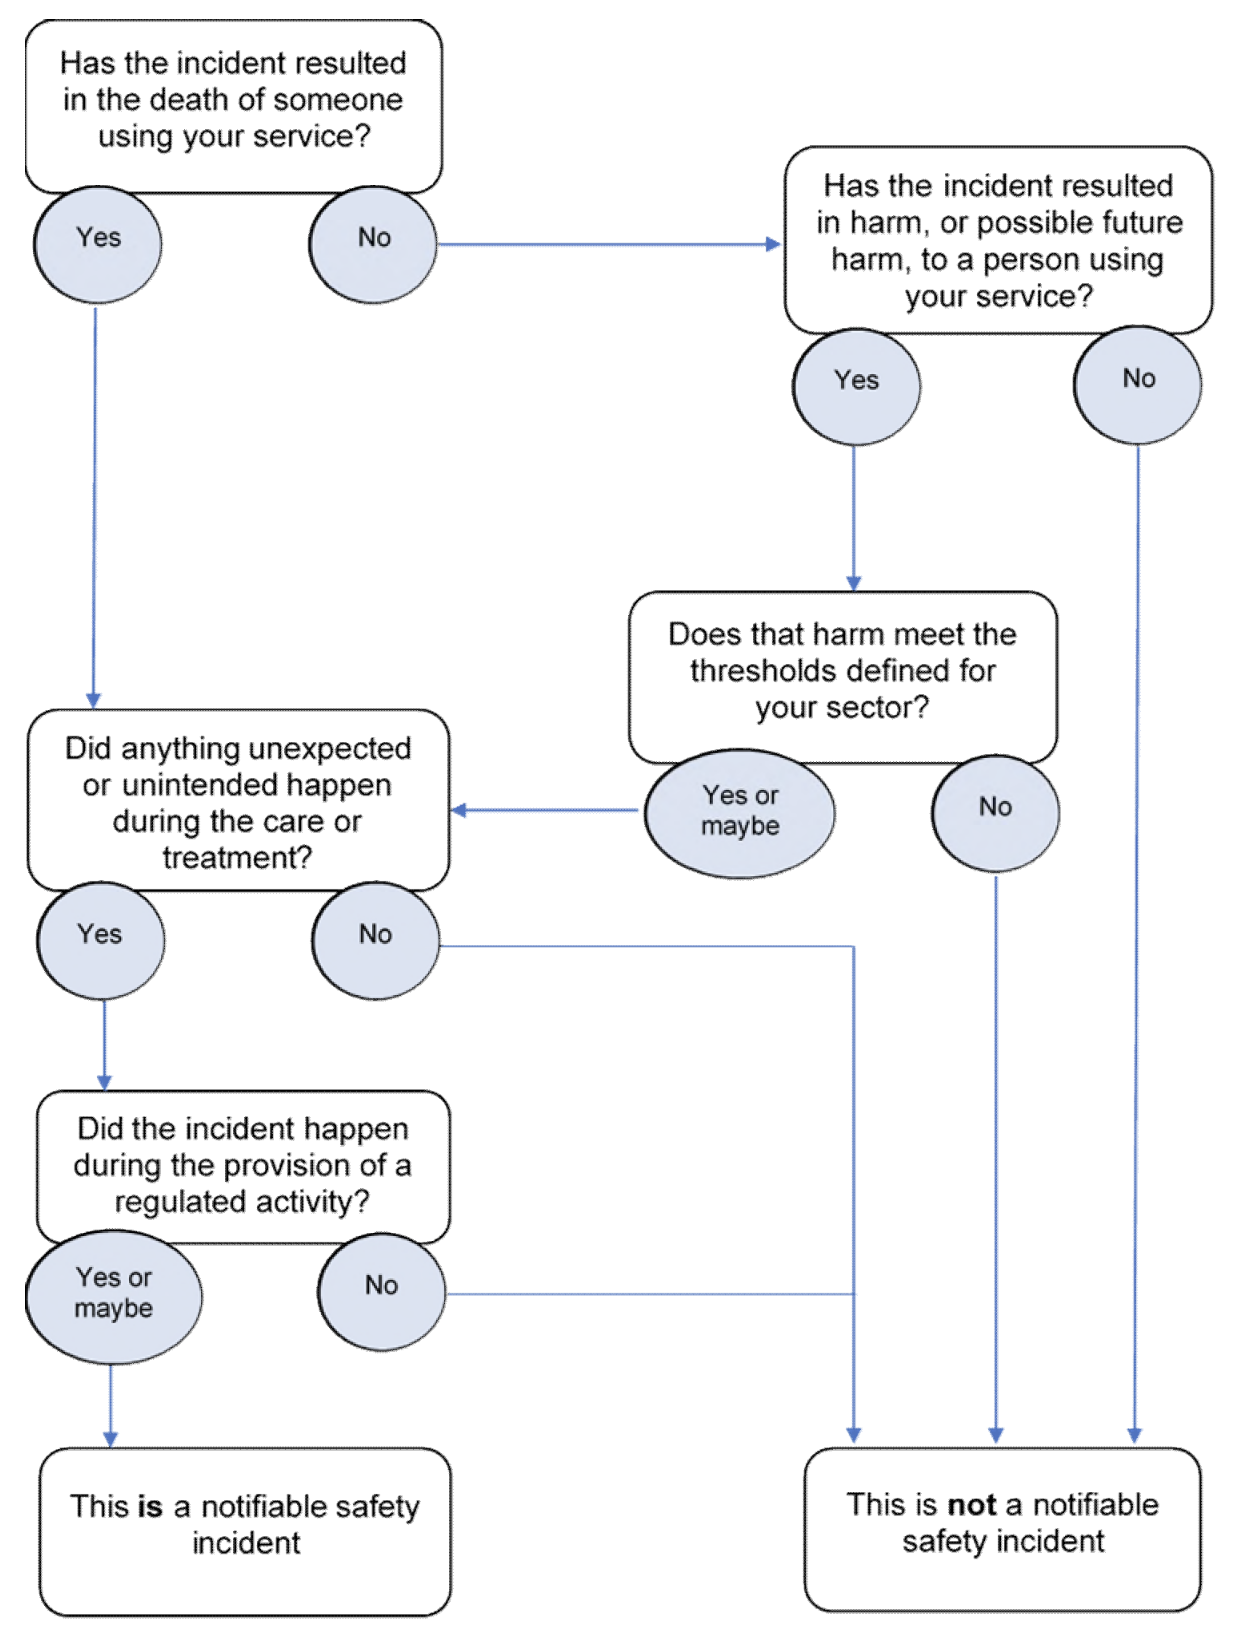 Has the incident resulted
in the death of someone
using your service?
Yes
No
Has the incident resulted
in harm, or possible future
harm, to a person using
your service?
Yes
No
Does that harm meet the
thresholds defined for
your sector?
Yes or
maybe
No
Did anything unexpected
or unintended happen
during the care or
treatment?
Yes
No
Did the incident happen
during the provision of a
regulated activity?
Yes or
maybe
No
This is a notifiable safety
incident
This is not a notifiable
safety incident